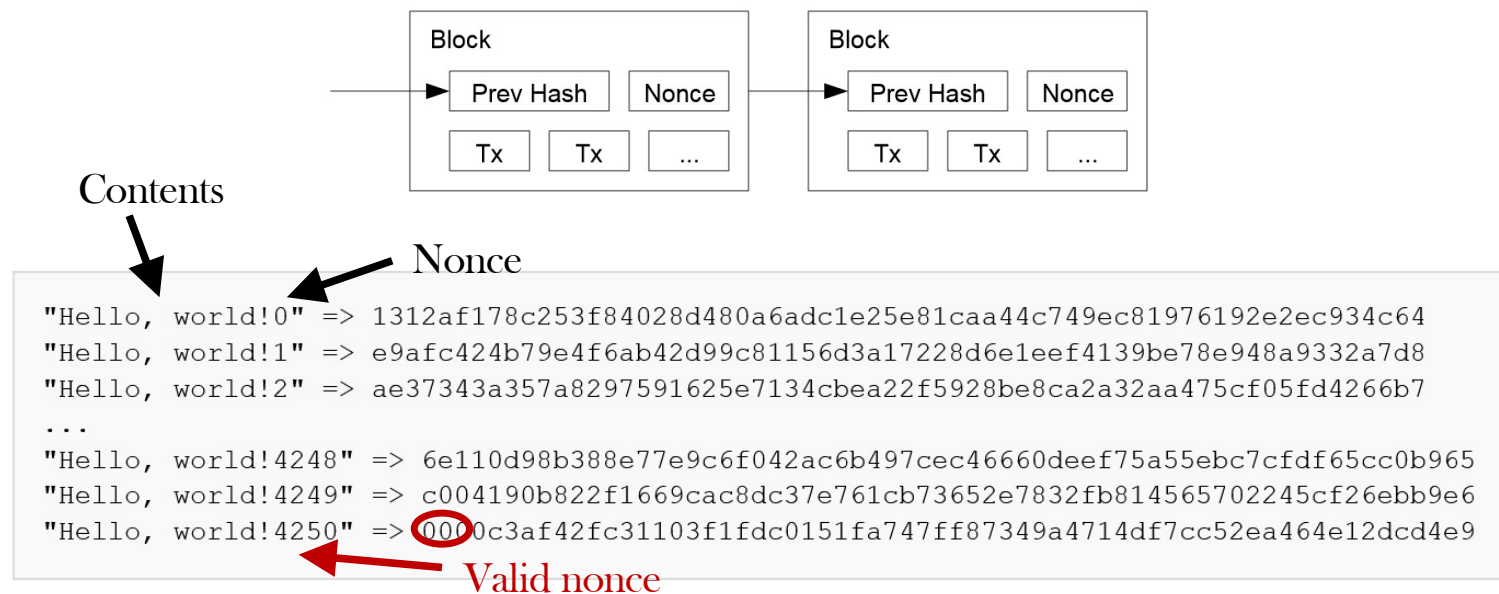 Block
Block
Prev Hash
Nonce
Prev Hash
Nonce
Tx
Tx
...
Tx
Tx
...
Contents
Nonce
"Hello, world!0" => 1312af178c253f84028d480a6adc1e25e81caa44c749ec81976192e2ec934c64
"Hello, world!1" => e9afc424b79e4f6ab42d99c81156d3a17228d6e1eef4139be78e948a9332a7d8
"Hello, world!2" => ae37343a357a8297591625e7134cbea22f5928be8ca2a32aa475cf05fd4266b7
...
"Hello, world!4248" => 6e110d98b388e77e9c6f042ac6b497cec46660deef75a55ebc7cfdf65cc0b965
"Hello, world!4249" => c004190b822f1669cac8dc37e761cb73652e7832fb814565702245cf26ebb9e6
"Hello, world!4250" => 0000c3af42fc31103f1fdc0151fa747ff87349a4714df7cc52ea464e12dcd4e9
Valid nonce